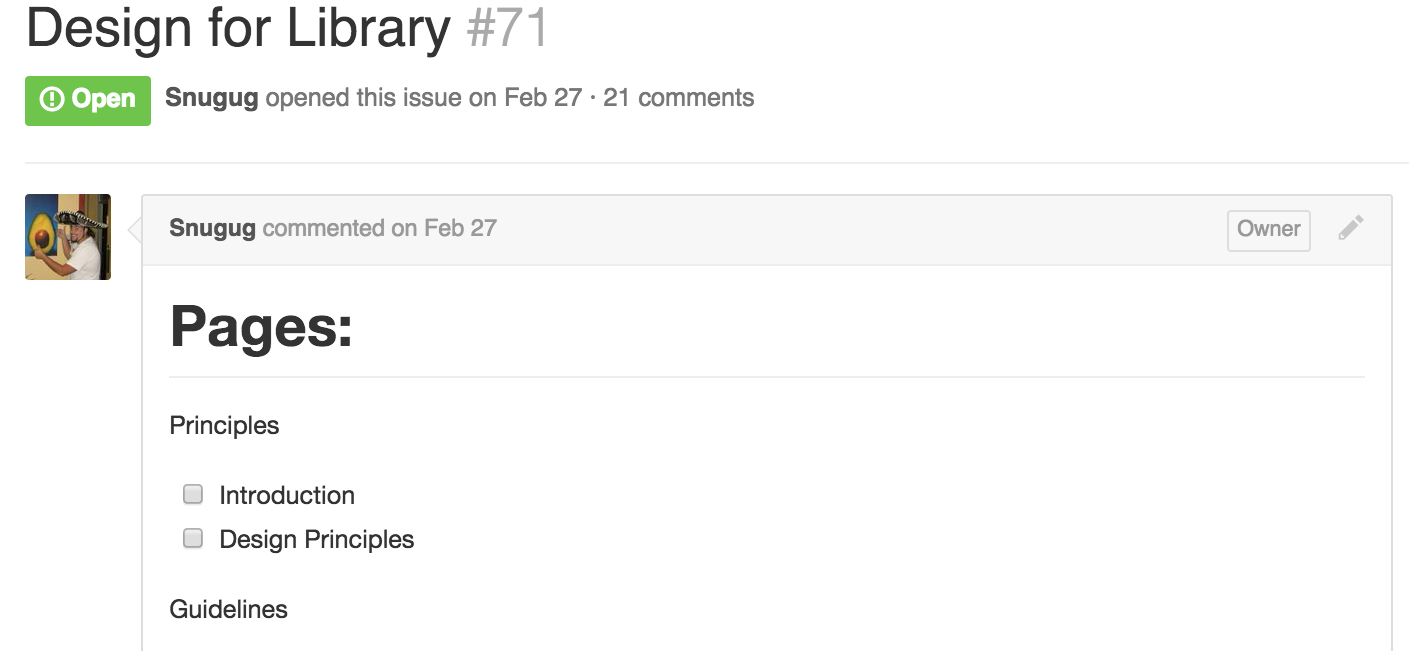 Design for Library #71
Open Snugug opened this issue on Feb 27 · 21 comments
Snugug commented on Feb 27 Owner
Pages:
Principles
Introduction
Design Principles
Guidelines